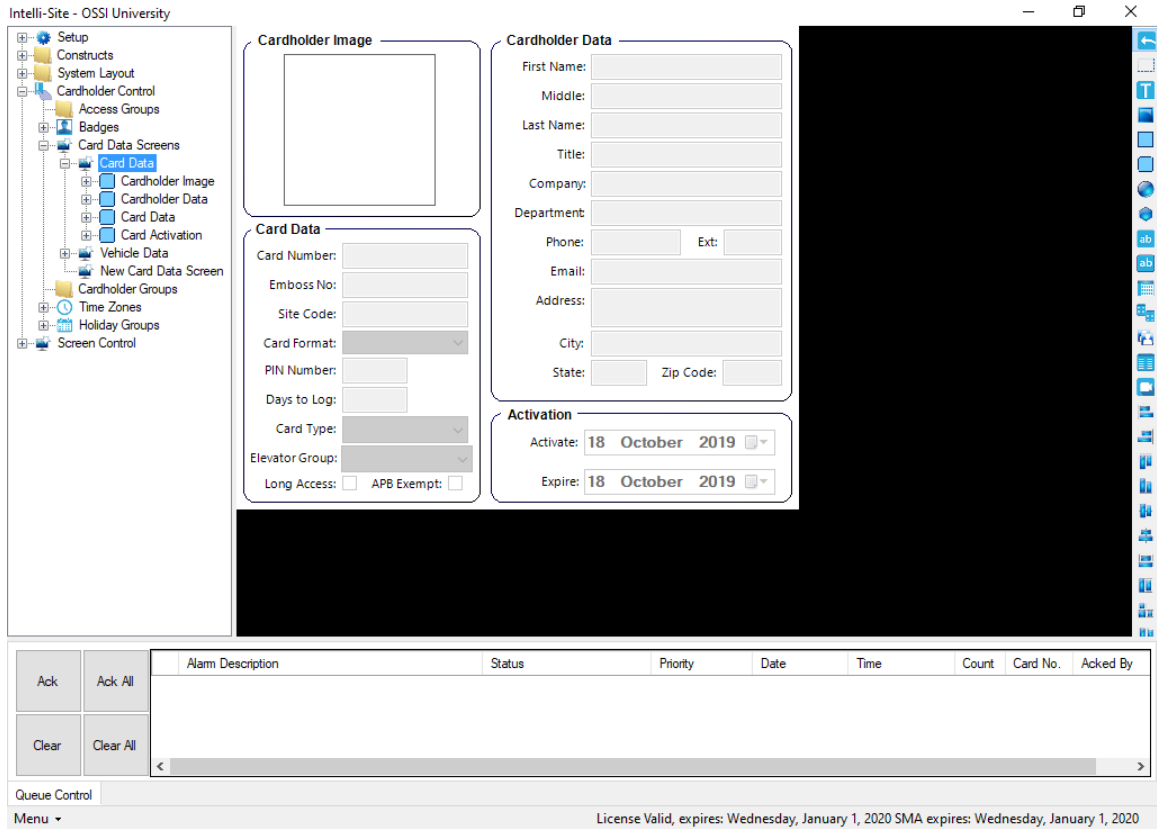 Intelli-Site - OSSI University
Setup
Constructs
System Layout
Cardholder Control
Access Groups
Badges
Card Data Screens
Card Data
Cardholder Image
Cardholder Data
Card Data
Card Activation
Vehicle Data
New Card Data Screen
Cardholder Groups
Time Zones
Holiday Groups
Screen Control
Cardholder Image
Card Data
Card Number:
Emboss No:
Site Code:
Card Format:
PIN Number:
Days to Log:
Card Type:
Elevator Group:
Long Access: APB Exempt:
Cardholder Data
First Name:
Middle:
Last Name:
Title:
Company:
Department:
Phone: Ext:
Email:
Address:
City:
State: Zip Code:
Activation
Activate: 18 October 2019
Expire: 18 October 2019
T
ab
ab
Ack Ack All
Clear Clear All
Alarm Description Status Priority Date Time Count Card No. Acked By
Queue Control
Menu License Valid, expires: Wednesday, January 1, 2020 SMA expires: Wednesday, January 1, 2020